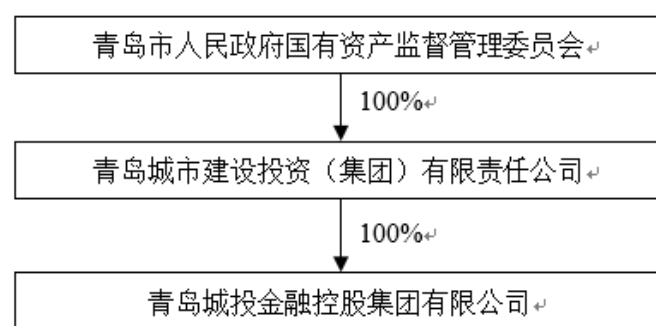 青岛市人民政府国有资产监督管理委员会
100%
青岛城市建设投资（集团）有限责任公司
100%
青岛城投金融控股集团有限公司